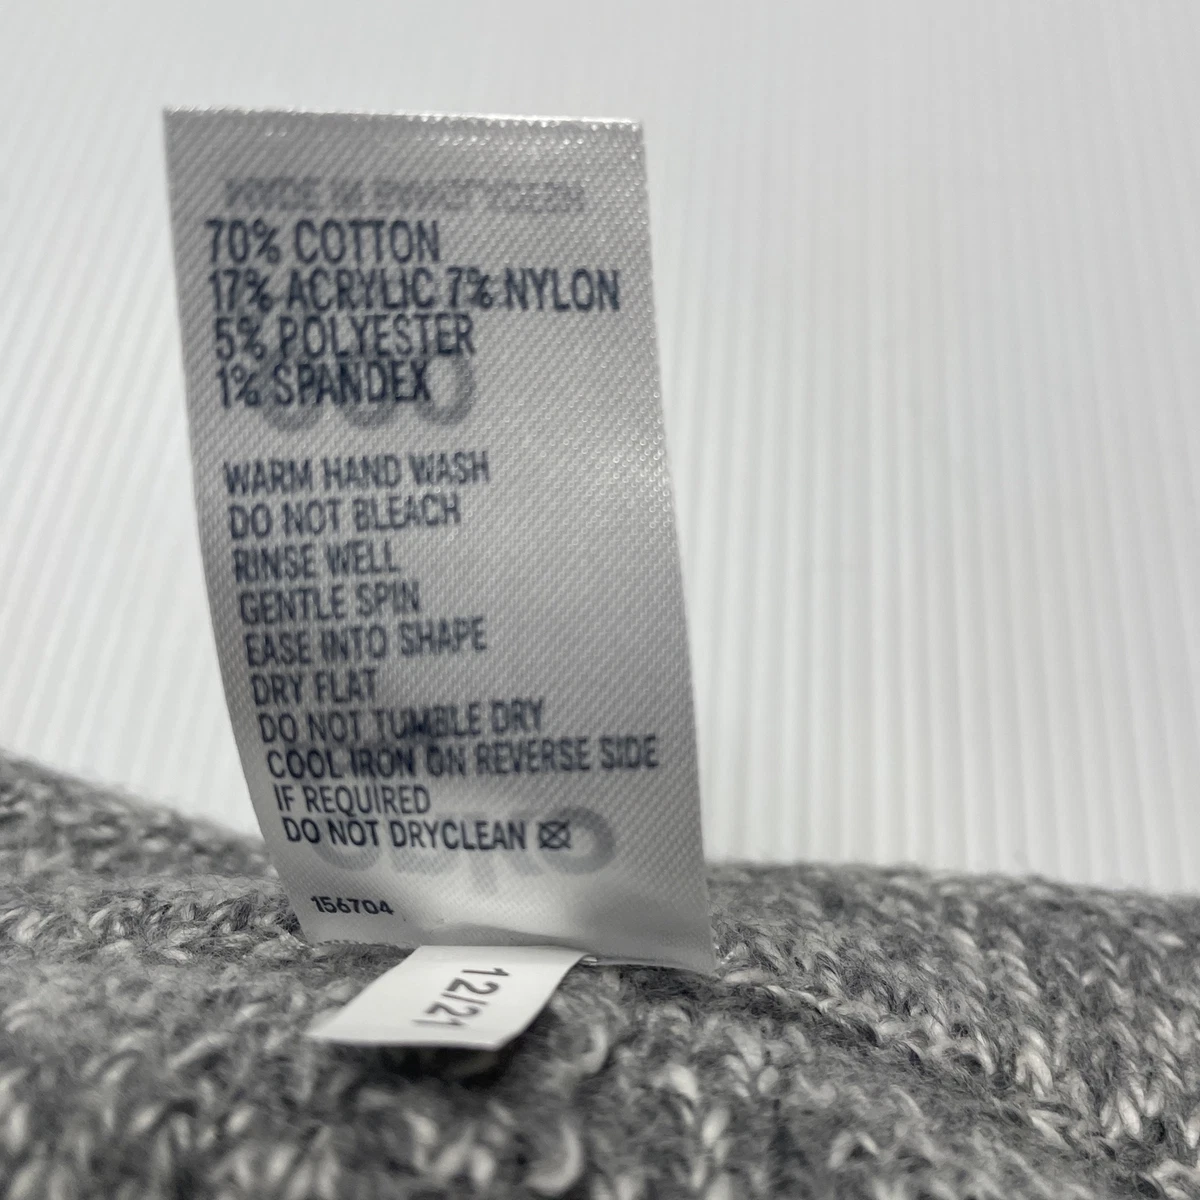 70% COTTON
17% ACRYLIC 7% NYLON
5% POLYESTER
1% SPANDEX
WARM HAND WASH
DO NOT BLEACH
RINSE WELL
GENTLE SPIN
EASE INTO SHAPE
DRY FLAT
DO NOT TUMBLE DRY
COOL IRON ON REVERSE SIDE
IF REQUIRED
DO NOT DRYCLEAN
156704
12/21